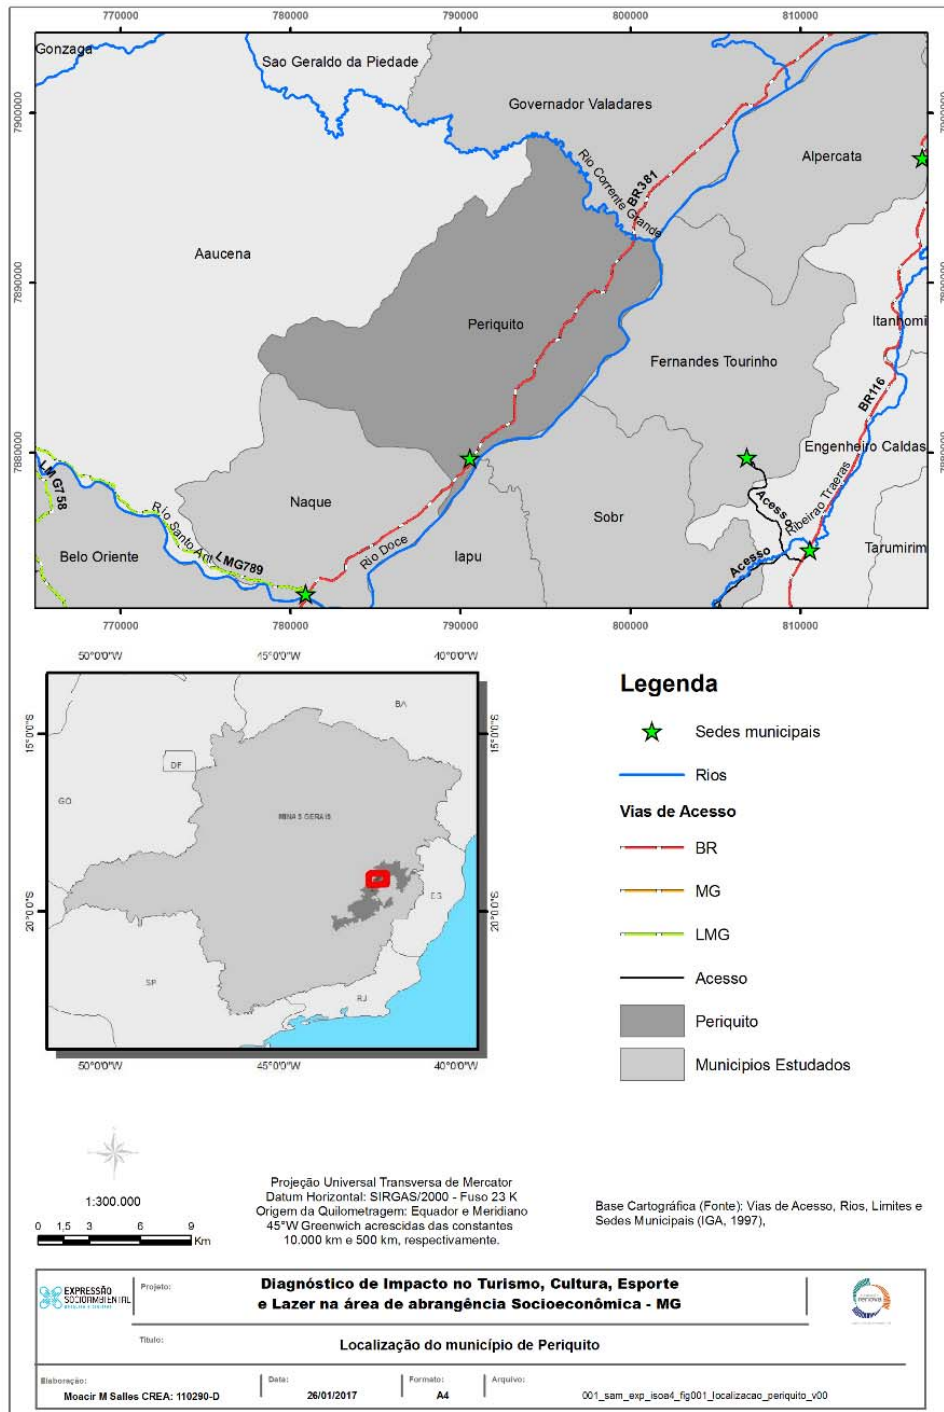 770000 780000 790000 800000 810000
Gonzaga
Sao Geraldo da Piedade
Governador Valadares
7900000
7900000
Alpercata
Rio Corrente Grande
BR381
Aaucena
7890000
7890000
Itanhomi
Periquito
Fernandes Tourinho
BR116
Engenheiro Caldas
7880000
7880000
LM G758
Naque
Acesso
Ribeirao Traeras
Rio Santo Ant
Sobr
Rio Doce
Belo Oriente
LMG789
Iapu
Acesso
Tarumirim
770000 780000 790000 800000 810000
50°0'0"W 45°0'0"W 40°0'0"W
BA
15°0'0"S
15°0'0"S
DF
GO
MINAS GERAIS
ES
20°0'0"S
20°0'0"S
SP
RJ
50°0'0"W 45°0'0"W 40°0'0"W
Legenda
Sedes municipais
Rios
Vias de Acesso
BR
MG
LMG
Acesso
Periquito
Municipios Estudados
1:300.000
0 1,5 3 6 9
Km
Projeção Universal Transversa de Mercator
Datum Horizontal: SIRGAS/2000 - Fuso 23 K
Origem da Quilometragem: Equador e Meridiano
45°W Greenwich acrescidas das constantes
10.000 km e 500 km, respectivamente.
Base Cartográfica (Fonte): Vias de Acesso, Rios, Limites e
Sedes Municipais (IGA, 1997),
EXPRESSÃO
SOCIOAMBIENTAL
Projeto:
Diagnóstico de Impacto no Turismo, Cultura, Esporte
e Lazer na área de abrangência Socioeconômica - MG
renova
Título:
Localização do município de Periquito
Elaboração:
Moacir M Salles CREA: 110290-D
Data:
26/01/2017
Formato:
A4
Arquivo:
001_sam_exp_isoa4_fig001_localizacao_periquito_v00